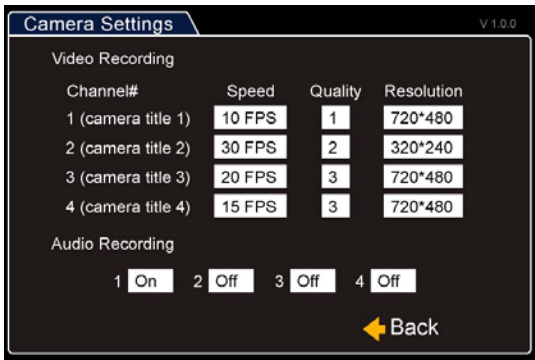 Camera Settings V 1.0.0
Video Recording
Channel# Speed Quality Resolution
1 (camera title 1) 10 FPS 1 720*480
2 (camera title 2) 30 FPS 2 320*240
3 (camera title 3) 20 FPS 3 720*480
4 (camera title 4) 15 FPS 3 720*480
Audio Recording
1 On 2 Off 3 Off 4 Off
Back